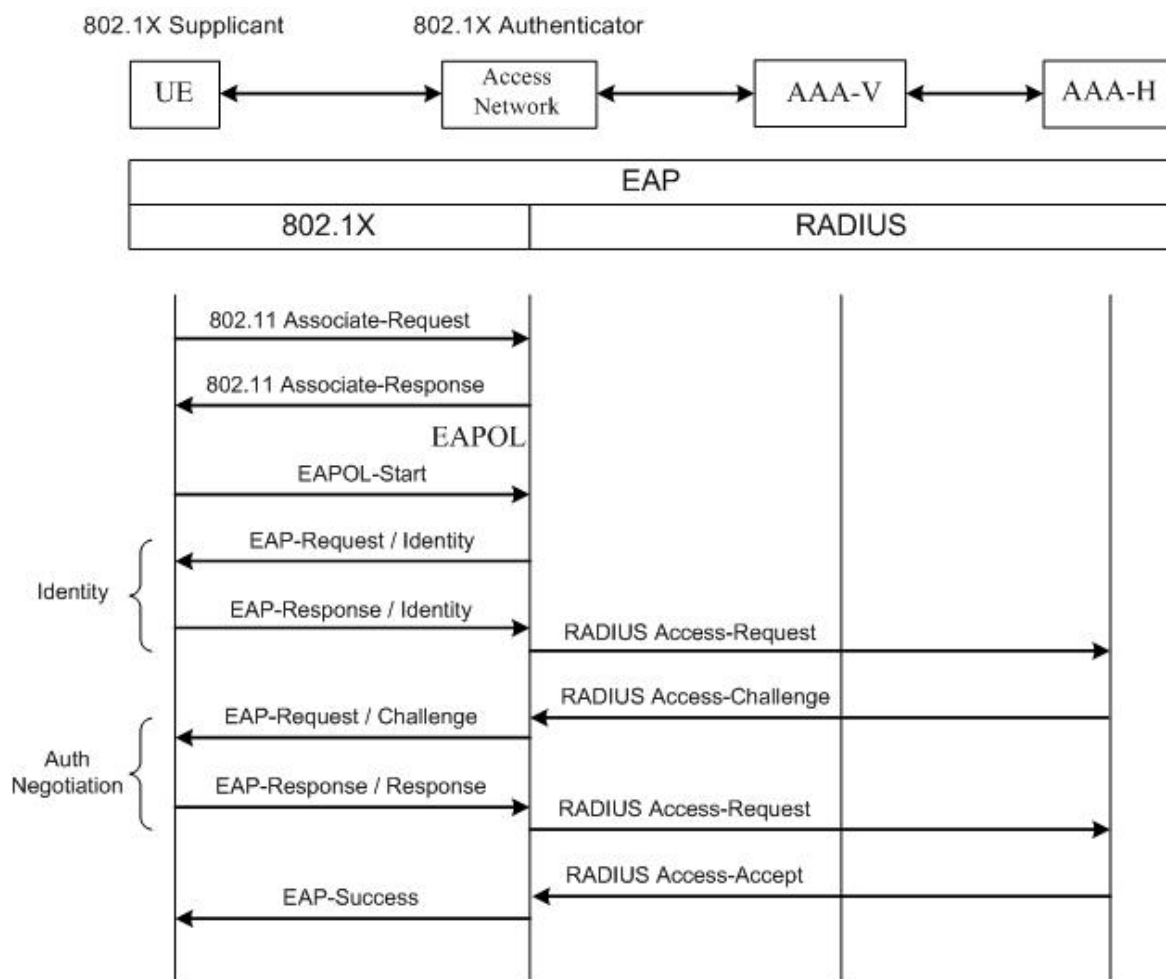 802.1X Supplicant
802.1X Authenticator
UE
Access
Network
AAA-V
AAA-H
EAP
802.1X
RADIUS
802.11 Associate-Request
802.11 Associate-Response
EAPOL
EAPOL-Start
EAP-Request / Identity
Identity
EAP-Response / Identity
RADIUS Access-Request
RADIUS Access-Challenge
EAP-Request / Challenge
Auth
Negotiation
EAP-Response / Response
RADIUS Access-Request
RADIUS Access-Accept
EAP-Success